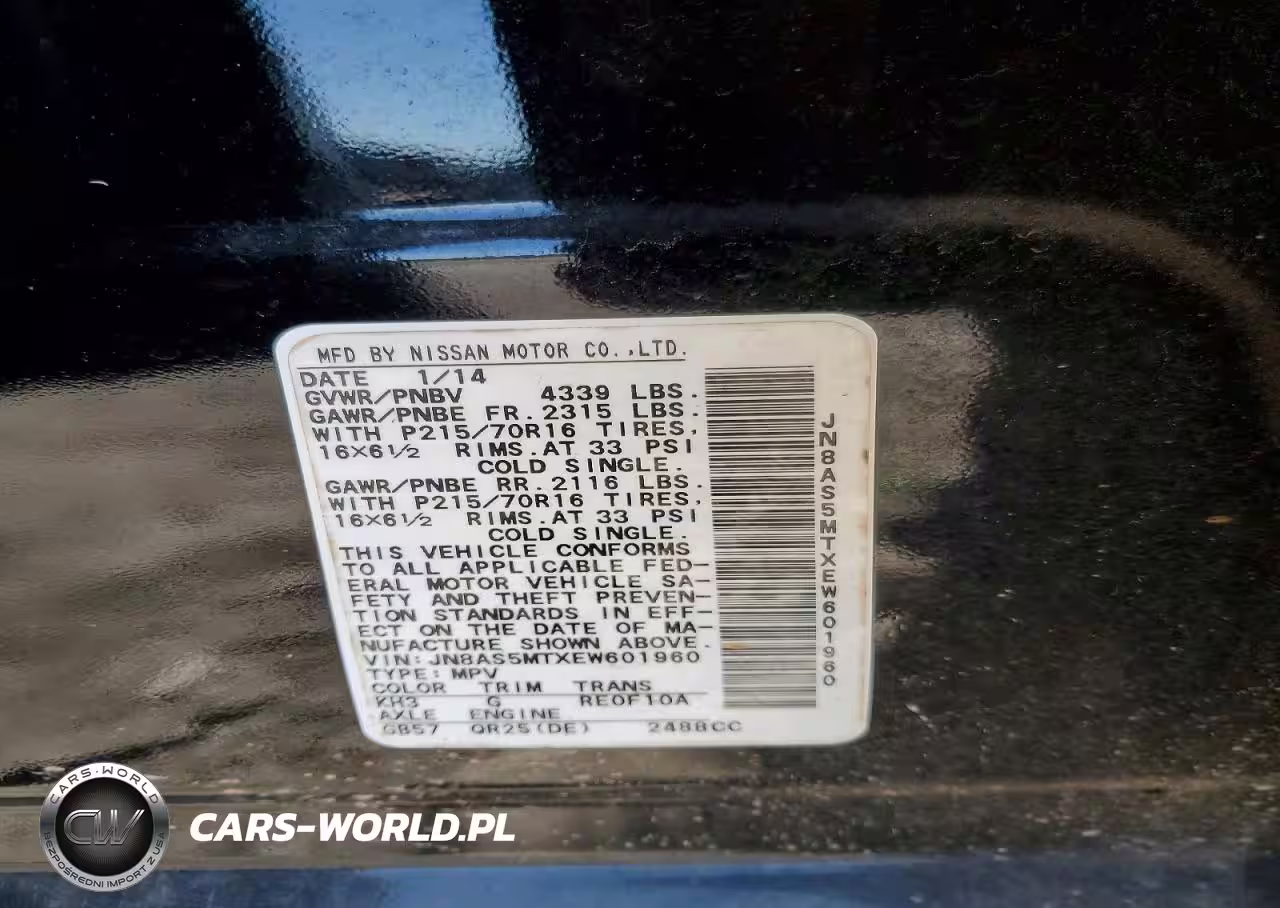 MFD BY NISSAN MOTOR CO.,LTD.
DATE 1/14
GVWR/PNBV 4339 LBS.
GAWR/PNBE FR. 2315 LBS.
WITH P215/70R16 TIRES,
16X6½ RIMS.AT 33 PSI
COLD SINGLE.
GAWR/PNBE RR. 2116 LBS.
WITH P215/70R16 TIRES,
16X6½ RIMS.AT 33 PSI
COLD SINGLE.
THIS VEHICLE CONFORMS
TO ALL APPLICABLE FED-
ERAL MOTOR VEHICLE SA-
FETY AND THEFT PREVEN-
TION STANDARDS IN EFF-
ECT ON THE DATE OF MA-
NUFACTURE SHOWN ABOVE.
VIN: JN8AS5MTXEW601960
TYPE: MPV
COLOR TRIM TRANS
KH3 G RE0F10A
AXLE ENGINE
GB57 QR25(DE) 2488CC
JN8AS5MTXEW601960
CARS-WORLD
CW
BEZPOŚREDNI IMPORT Z USA
CARS-WORLD.PL